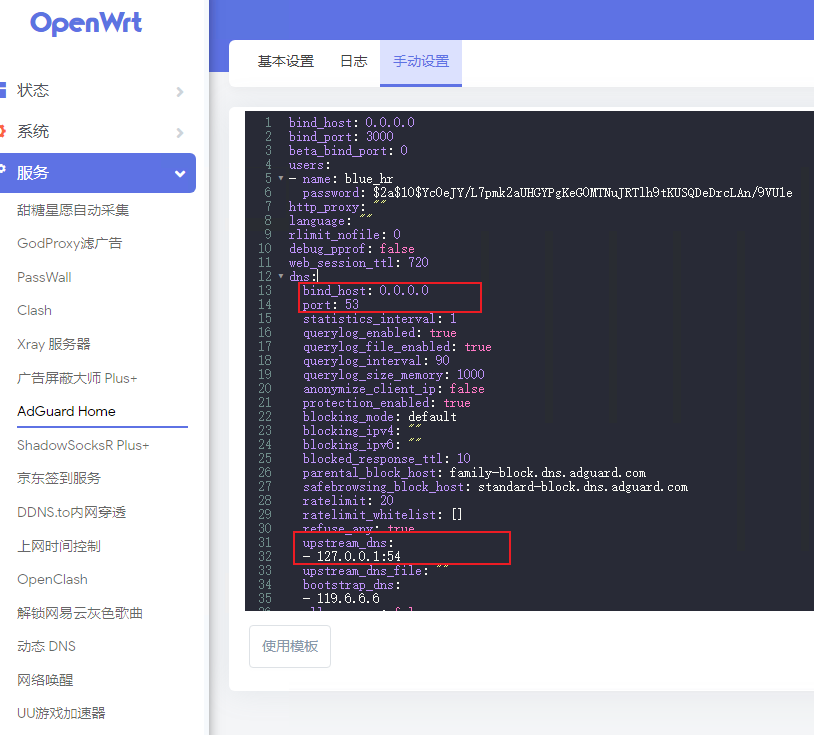 OpenWrt
状态
系统
服务
甜糖星愿自动采集
GodProxy滤广告
PassWall
Clash
Xray 服务器
广告屏蔽大师 Plus+
AdGuard Home
ShadowSocksR Plus+
京东签到服务
DDNS.to内网穿透
上网时间控制
OpenClash
解锁网易云灰色歌曲
动态 DNS
网络唤醒
UU游戏加速器
基本设置 日志 手动设置
1 bind_host: 0.0.0.0
2 bind_port: 3000
3 beta_bind_port: 0
4 users:
5 - name: blue_hr
6 password: $2a$10$YcOeJY/L7pmk2aUHGYPgKeGOMTNuJRTlh9tKUSQDeDrcLAn/9VU1e
7 http_proxy: ""
8 language: ""
9 rlimit_nofile: 0
10 debug_pprof: false
11 web_session_ttl: 720
12 dns:
13 bind_host: 0.0.0.0
14 port: 53
15 statistics_interval: 1
16 querylog_enabled: true
17 querylog_file_enabled: true
18 querylog_interval: 90
19 querylog_size_memory: 1000
20 anonymize_client_ip: false
21 protection_enabled: true
22 blocking_mode: default
23 blocking_ipv4: ""
24 blocking_ipv6: ""
25 blocked_response_ttl: 10
26 parental_block_host: family-block.dns.adguard.com
27 safebrowsing_block_host: standard-block.dns.adguard.com
28 ratelimit: 20
29 ratelimit_whitelist: []
30 refuse_any: true
31 upstream_dns:
32 - 127.0.0.1:54
33 upstream_dns_file: ""
34 bootstrap_dns:
35 - 119.6.6.6
使用模板